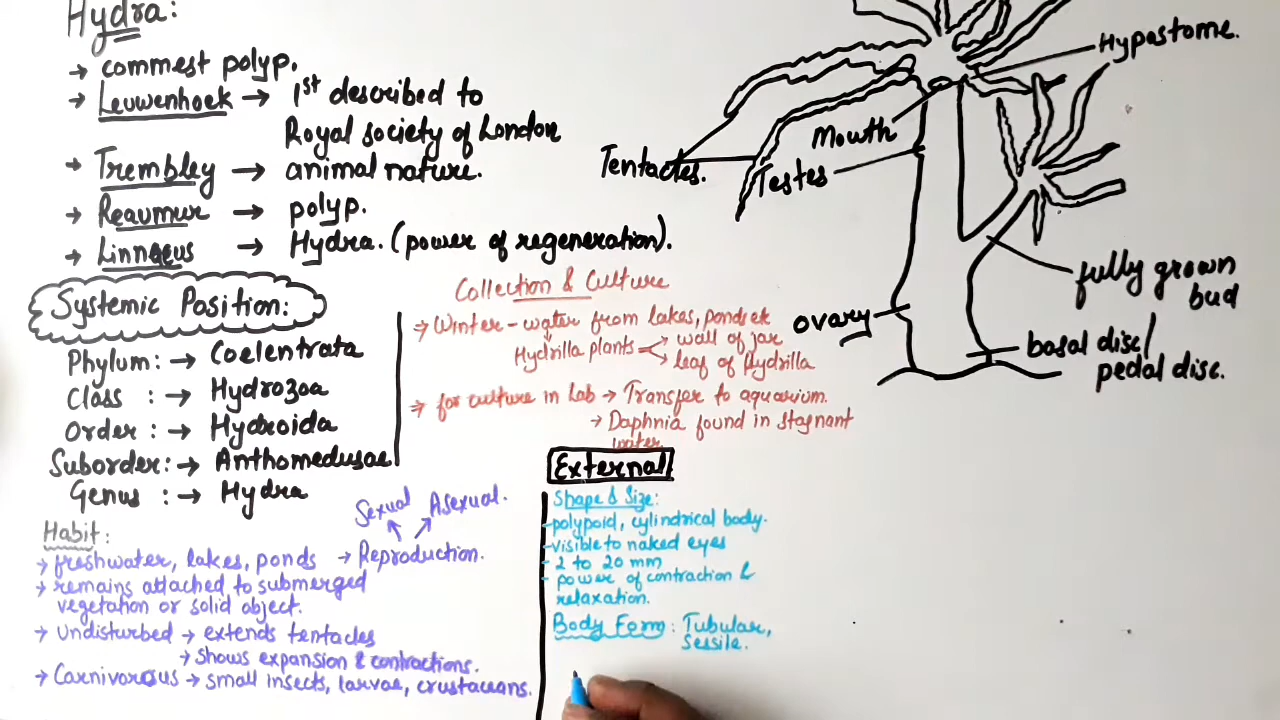 Hydra:
→ commest polyp.
→ Leuwenhoek → 1st described to
Royal society of London
→ Trembley → animal nature.
→ Reaumur → polyp.
→ Linnaeus → Hydra. (power of regeneration).
Systemic Position:
Phylum: → Coelentrata
Class : → Hydrozoa
Order : → Hydroida
Suborder: → Anthomedusae
Genus : → Hydra
Habit:
→ freshwater, lakes, ponds → Reproduction.
Sexual Asexual.
→ remains attached to submerged
vegetation or solid object.
→ Undisturbed → extends tentacles
→ shows expansion & contractions.
→ Carnivorous → small insects, larvae, crustaceans.
Collection & Culture
⇒ Winter - water from lakes, ponds etc
Hydrilla plants → wall of jar
→ leaf of Hydrilla
⇒ for culture in Lab → Transfer to aquarium.
→ Daphnia found in stagnant
water
External
Shape & Size:
- polypoid, cylindrical body.
- visible to naked eyes
- 2 to 20 mm
- power of contraction &
relaxation.
Body Form : Tubular,
Sessile.
Hypostome.
Mouth
Tentacles.
Testes
fully grown
bud
ovary
basal disc/
pedal disc.